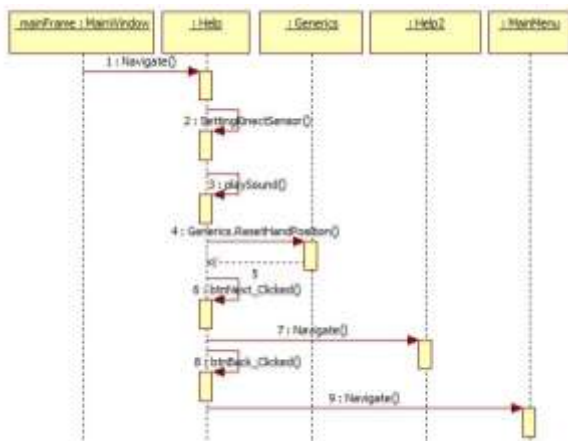 mainFrame : MainWindow
: Help
: Generics
: Help2
: MainMenu
1 : Navigate()
2 : SettingKinectSensor()
3 : playSound()
4 : Generics.ResetHandPosition()
5
6 : btnNext_Clicked()
7 : Navigate()
8 : btnBack_Clicked()
9 : Navigate()